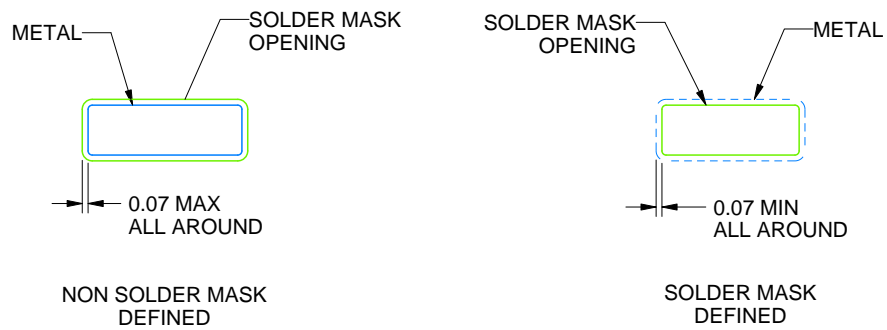 METAL
SOLDER MASK
OPENING
0.07 MAX
ALL AROUND
NON SOLDER MASK
DEFINED
SOLDER MASK
OPENING
METAL
0.07 MIN
ALL AROUND
SOLDER MASK
DEFINED